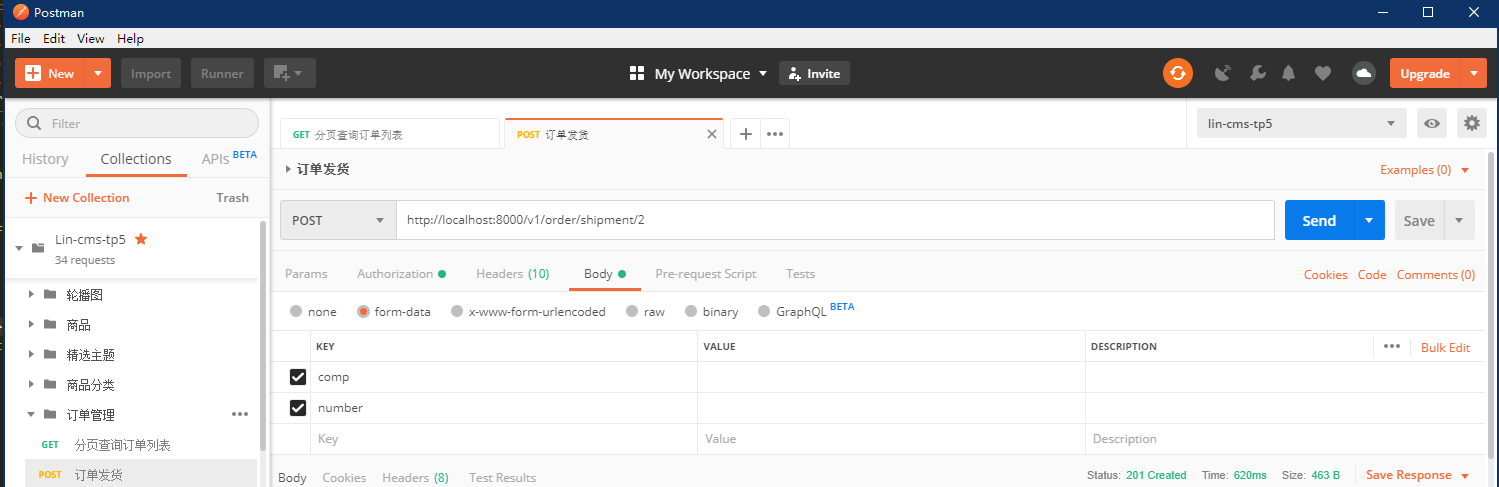 Postman
File Edit View Help
New Import Runner My Workspace Invite Upgrade
Filter
GET 分页查询订单列表 POST 订单发货 lin-cms-tp5
History Collections APIs BETA
订单发货 Examples (0)
New Collection Trash
POST http://localhost:8000/v1/order/shipment/2 Send Save
Lin-cms-tp5
34 requests
Params Authorization Headers (10) Body Pre-request Script Tests Cookies Code Comments (0)
轮播图
none form-data x-www-form-urlencoded raw binary GraphQL BETA
商品
KEY VALUE DESCRIPTION Bulk Edit
精选主题
comp
商品分类
number
订单管理
Key Value Description
GET 分页查询订单列表
POST 订单发货
Body Cookies Headers (8) Test Results Status: 201 Created Time: 620ms Size: 463 B Save Response